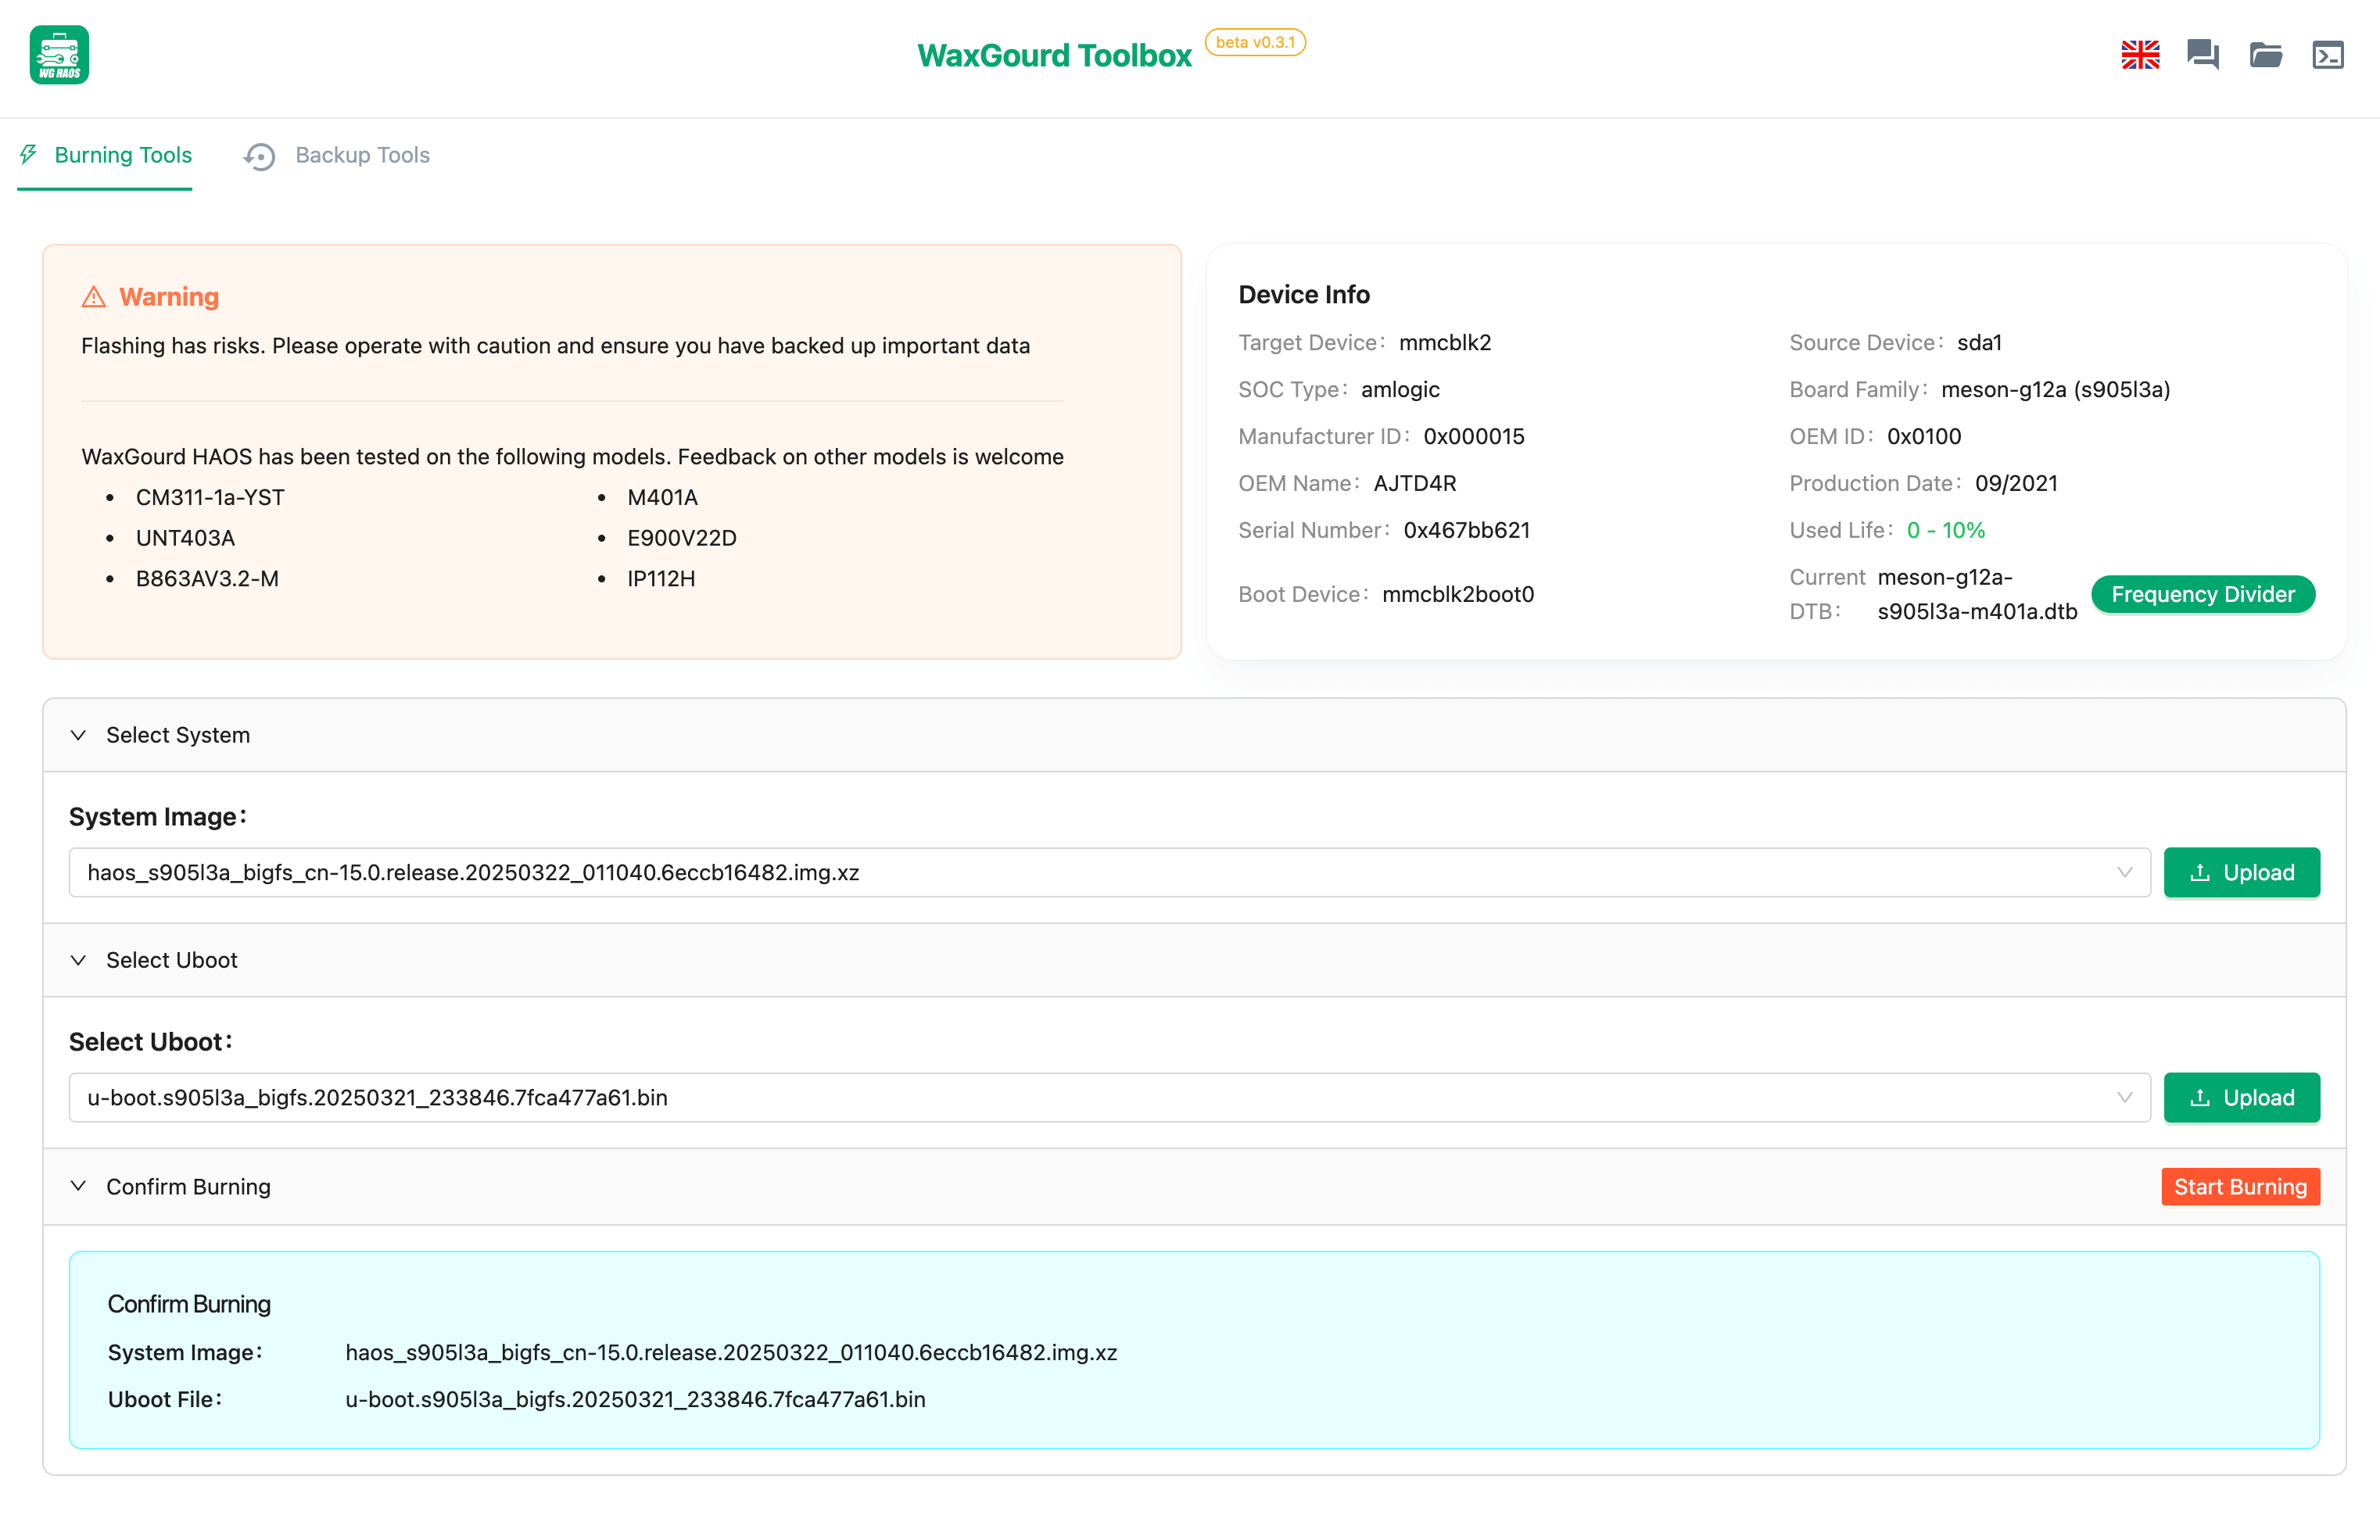 WG HAOS
WaxGourd Toolbox
beta v0.3.1
Burning Tools
Backup Tools
Warning
Flashing has risks. Please operate with caution and ensure you have backed up important data
WaxGourd HAOS has been tested on the following models. Feedback on other models is welcome
• CM311-1a-YST
• M401A
• UNT403A
• E900V22D
• B863AV3.2-M
• IP112H
Device Info
Target Device： mmcblk2
Source Device： sda1
SOC Type： amlogic
Board Family： meson-g12a (s905l3a)
Manufacturer ID： 0x000015
OEM ID： 0x0100
OEM Name： AJTD4R
Production Date： 09/2021
Serial Number： 0x467bb621
Used Life： 0 - 10%
Boot Device： mmcblk2boot0
Current DTB： meson-g12a-
s905l3a-m401a.dtb
Frequency Divider
Select System
System Image：
haos_s905l3a_bigfs_cn-15.0.release.20250322_011040.6eccb16482.img.xz
Upload
Select Uboot
Select Uboot：
u-boot.s905l3a_bigfs.20250321_233846.7fca477a61.bin
Upload
Confirm Burning
Start Burning
Confirm Burning
System Image： haos_s905l3a_bigfs_cn-15.0.release.20250322_011040.6eccb16482.img.xz
Uboot File： u-boot.s905l3a_bigfs.20250321_233846.7fca477a61.bin